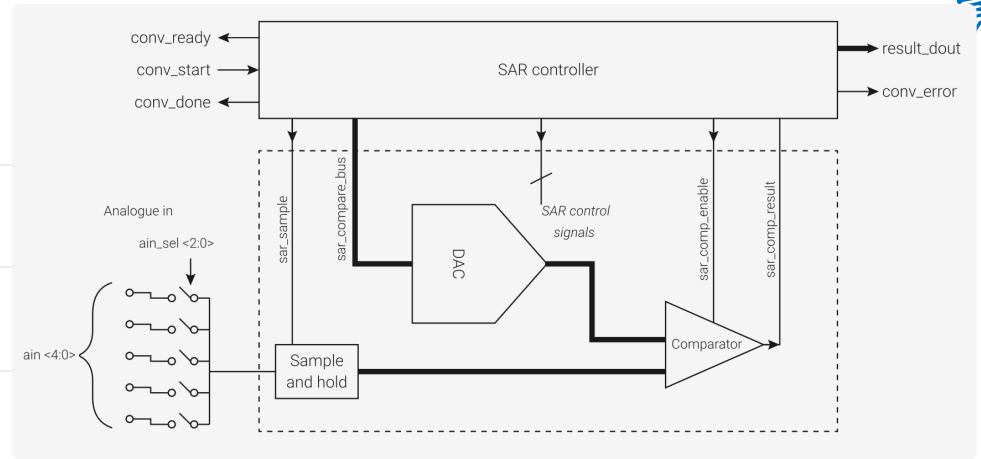 conv_ready
conv_start
conv_done
SAR controller
result_dout
conv_error
sar_sample
sar_compare_bus
SAR control
signals
sar_comp_enable
sar_comp_result
Analogue in
ain_sel <2:0>
DAC
ain <4:0>
Sample
and hold
Comparator